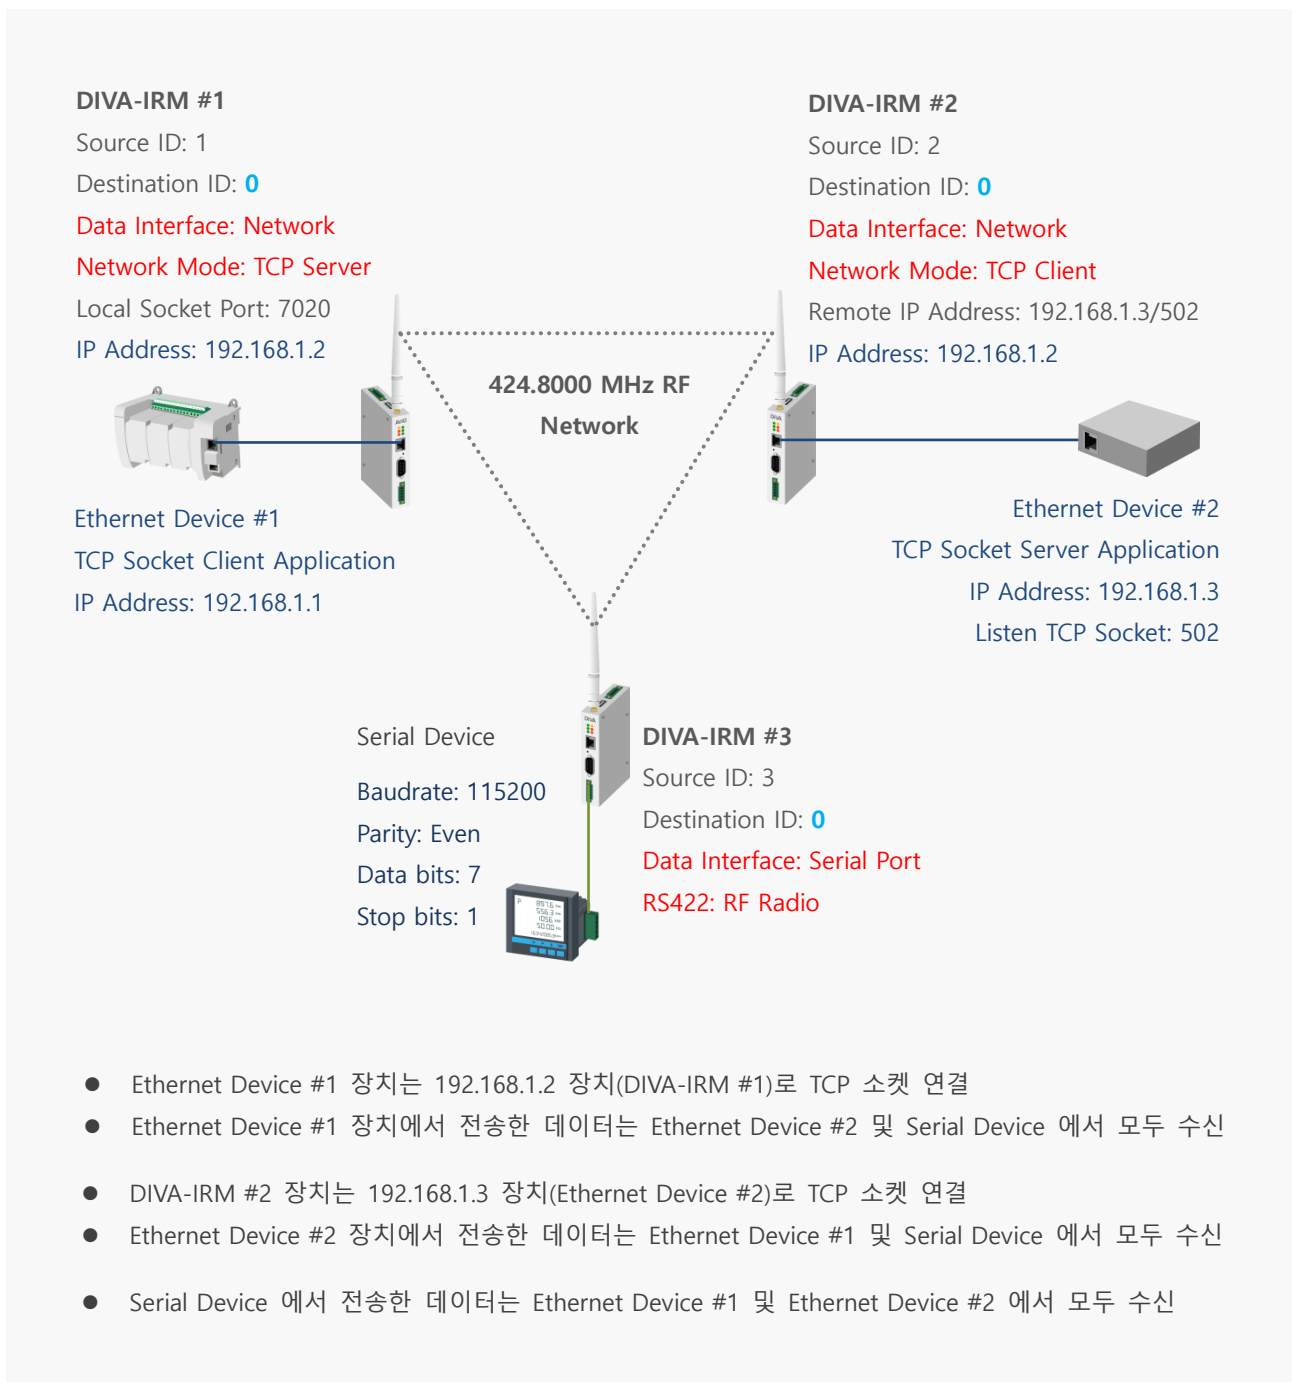 DIVA-IRM #1
Source ID: 1
Destination ID: 0
Data Interface: Network
Network Mode: TCP Server
Local Socket Port: 7020
IP Address: 192.168.1.2
DIVA-IRM #2
Source ID: 2
Destination ID: 0
Data Interface: Network
Network Mode: TCP Client
Remote IP Address: 192.168.1.3/502
IP Address: 192.168.1.2
424.8000 MHz RF
Network
DIVA
Ethernet Device #1
TCP Socket Client Application
IP Address: 192.168.1.1
Ethernet Device #2
TCP Socket Server Application
IP Address: 192.168.1.3
Listen TCP Socket: 502
DIVA
Serial Device
Baudrate: 115200
Parity: Even
Data bits: 7
Stop bits: 1
DIVA-IRM #3
Source ID: 3
Destination ID: 0
Data Interface: Serial Port
RS422: RF Radio
● Ethernet Device #1 장치는 192.168.1.2 장치(DIVA-IRM #1)로 TCP 소켓 연결
● Ethernet Device #1 장치에서 전송한 데이터는 Ethernet Device #2 및 Serial Device 에서 모두 수신
● DIVA-IRM #2 장치는 192.168.1.3 장치(Ethernet Device #2)로 TCP 소켓 연결
● Ethernet Device #2 장치에서 전송한 데이터는 Ethernet Device #1 및 Serial Device 에서 모두 수신
● Serial Device 에서 전송한 데이터는 Ethernet Device #1 및 Ethernet Device #2 에서 모두 수신